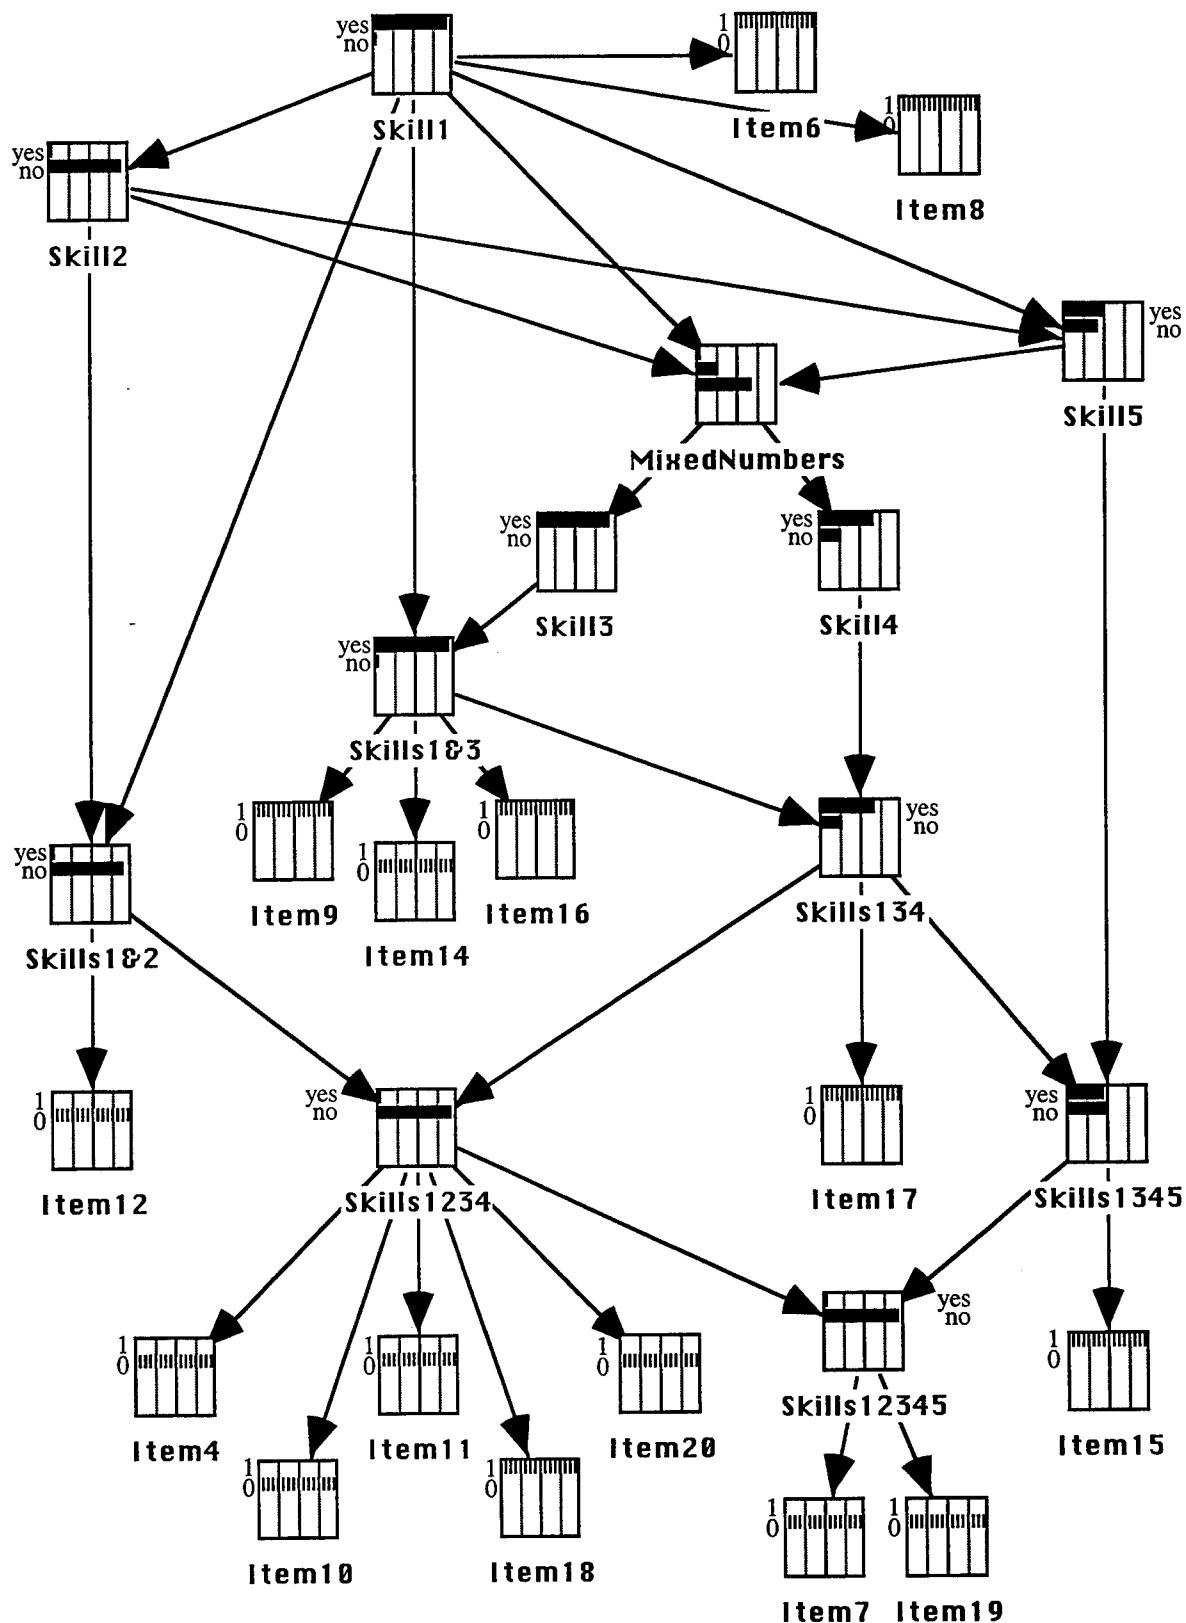 yes
no
Skill1
1
0
Item6
1
0
Item8
yes
no
Skill2
yes
no
Skill5
MixedNumbers
yes
no
Skill3
yes
no
Skill4
yes
no
Skills1&3
1
0
Item9
1
0
Item14
1
0
Item16
yes
no
Skills134
yes
no
Skills1&2
1
0
Item12
yes
no
Skills1234
1
0
Item17
yes
no
Skills1345
1
0
Item4
1
0
Item11
1
0
Item20
yes
no
Skills12345
1
0
Item15
1
0
Item10
1
0
Item18
1
0
Item7
1
0
Item19